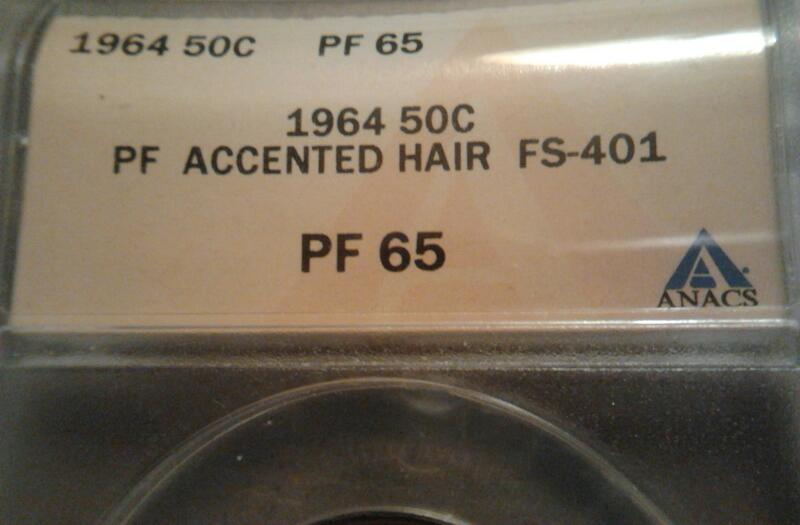 1964 50C PF 65
1964 50C
PF ACCENTED HAIR FS-401
PF 65
ANACS